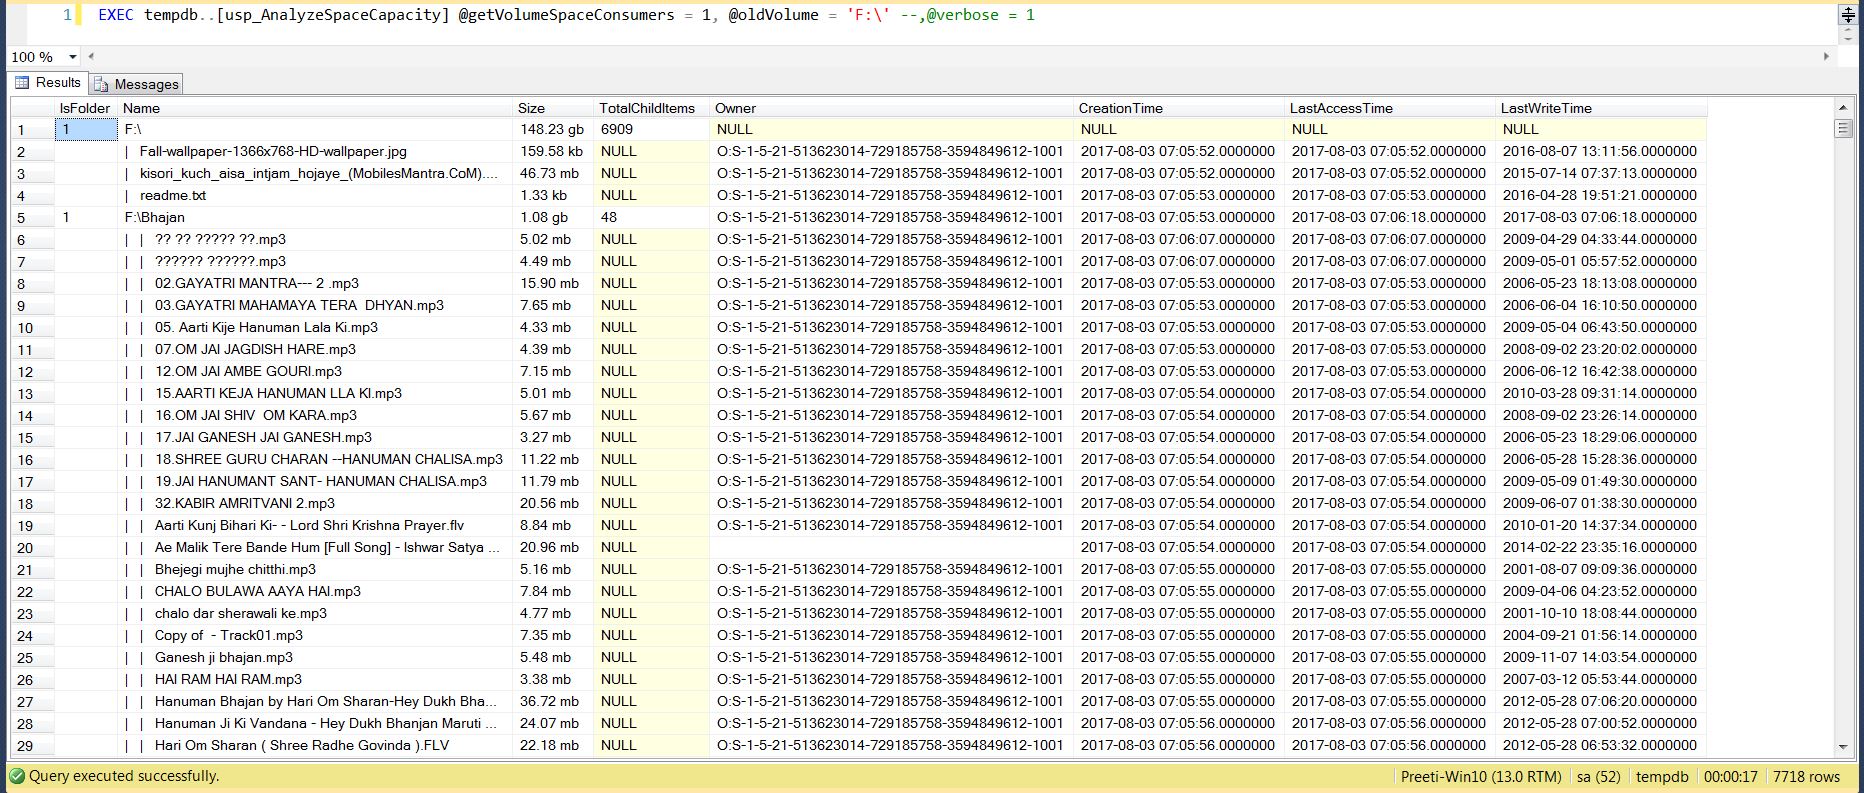 1 EXEC tempdb..[usp_AnalyzeSpaceCapacity] @getVolumeSpaceConsumers = 1, @oldVolume = 'F:\' --,@verbose = 1
100 %
Results Messages
IsFolder Name Size TotalChildItems Owner CreationTime LastAccessTime LastWriteTime
1 1 F:\ 148.23 gb 6909 NULL NULL NULL NULL
2 | Fall-wallpaper-1366x768-HD-wallpaper.jpg 159.58 kb NULL O:S-1-5-21-513623014-729185758-3594849612-1001 2017-08-03 07:05:52.0000000 2017-08-03 07:05:52.0000000 2016-08-07 13:11:56.0000000
3 | kisori_kuch_aisa_intjam_hojaye_(MobilesMantra.CoM).... 46.73 mb NULL O:S-1-5-21-513623014-729185758-3594849612-1001 2017-08-03 07:05:52.0000000 2017-08-03 07:05:52.0000000 2015-07-14 07:37:13.0000000
4 | readme.txt 1.33 kb NULL O:S-1-5-21-513623014-729185758-3594849612-1001 2017-08-03 07:05:53.0000000 2017-08-03 07:05:53.0000000 2016-04-28 19:51:21.0000000
5 1 F:\Bhajan 1.08 gb 48 O:S-1-5-21-513623014-729185758-3594849612-1001 2017-08-03 07:05:53.0000000 2017-08-03 07:06:18.0000000 2017-08-03 07:06:18.0000000
6 | | ?? ?? ????? ??.mp3 5.02 mb NULL O:S-1-5-21-513623014-729185758-3594849612-1001 2017-08-03 07:06:07.0000000 2017-08-03 07:06:07.0000000 2009-04-29 04:33:44.0000000
7 | | ?????? ??????.mp3 4.49 mb NULL O:S-1-5-21-513623014-729185758-3594849612-1001 2017-08-03 07:06:07.0000000 2017-08-03 07:06:07.0000000 2009-05-01 05:57:52.0000000
8 | | 02.GAYATRI MANTRA--- 2 .mp3 15.90 mb NULL O:S-1-5-21-513623014-729185758-3594849612-1001 2017-08-03 07:05:53.0000000 2017-08-03 07:05:53.0000000 2006-05-23 18:13:08.0000000
9 | | 03.GAYATRI MAHAMAYA TERA  DHYAN.mp3 7.65 mb NULL O:S-1-5-21-513623014-729185758-3594849612-1001 2017-08-03 07:05:53.0000000 2017-08-03 07:05:53.0000000 2006-06-04 16:10:50.0000000
10 | | 05. Aarti Kije Hanuman Lala Ki.mp3 4.33 mb NULL O:S-1-5-21-513623014-729185758-3594849612-1001 2017-08-03 07:05:53.0000000 2017-08-03 07:05:53.0000000 2009-05-04 06:43:50.0000000
11 | | 07.OM JAI JAGDISH HARE.mp3 4.39 mb NULL O:S-1-5-21-513623014-729185758-3594849612-1001 2017-08-03 07:05:53.0000000 2017-08-03 07:05:53.0000000 2008-09-02 23:20:02.0000000
12 | | 12.OM JAI AMBE GOURI.mp3 7.15 mb NULL O:S-1-5-21-513623014-729185758-3594849612-1001 2017-08-03 07:05:53.0000000 2017-08-03 07:05:53.0000000 2006-06-12 16:42:38.0000000
13 | | 15.AARTI KEJA HANUMAN LLA KI.mp3 5.01 mb NULL O:S-1-5-21-513623014-729185758-3594849612-1001 2017-08-03 07:05:54.0000000 2017-08-03 07:05:54.0000000 2010-03-28 09:31:14.0000000
14 | | 16.OM JAI SHIV  OM KARA.mp3 5.67 mb NULL O:S-1-5-21-513623014-729185758-3594849612-1001 2017-08-03 07:05:54.0000000 2017-08-03 07:05:54.0000000 2008-09-02 23:26:14.0000000
15 | | 17.JAI GANESH JAI GANESH.mp3 3.27 mb NULL O:S-1-5-21-513623014-729185758-3594849612-1001 2017-08-03 07:05:54.0000000 2017-08-03 07:05:54.0000000 2006-05-23 18:29:06.0000000
16 | | 18.SHREE GURU CHARAN --HANUMAN CHALISA.mp3 11.22 mb NULL O:S-1-5-21-513623014-729185758-3594849612-1001 2017-08-03 07:05:54.0000000 2017-08-03 07:05:54.0000000 2006-05-28 15:28:36.0000000
17 | | 19.JAI HANUMANT SANT- HANUMAN CHALISA.mp3 11.79 mb NULL O:S-1-5-21-513623014-729185758-3594849612-1001 2017-08-03 07:05:54.0000000 2017-08-03 07:05:54.0000000 2009-05-09 01:49:30.0000000
18 | | 32.KABIR AMRITVANI 2.mp3 20.56 mb NULL O:S-1-5-21-513623014-729185758-3594849612-1001 2017-08-03 07:05:54.0000000 2017-08-03 07:05:54.0000000 2009-06-07 01:38:30.0000000
19 | | Aarti Kunj Bihari Ki- - Lord Shri Krishna Prayer.flv 8.84 mb NULL O:S-1-5-21-513623014-729185758-3594849612-1001 2017-08-03 07:05:54.0000000 2017-08-03 07:05:54.0000000 2010-01-20 14:37:34.0000000
20 | | Ae Malik Tere Bande Hum [Full Song] - Ishwar Satya ... 20.96 mb NULL 2017-08-03 07:05:54.0000000 2017-08-03 07:05:54.0000000 2014-02-22 23:35:16.0000000
21 | | Bhejegi mujhe chitthi.mp3 5.16 mb NULL O:S-1-5-21-513623014-729185758-3594849612-1001 2017-08-03 07:05:55.0000000 2017-08-03 07:05:55.0000000 2001-08-07 09:09:36.0000000
22 | | CHALO BULAWA AAYA HAI.mp3 7.84 mb NULL O:S-1-5-21-513623014-729185758-3594849612-1001 2017-08-03 07:05:55.0000000 2017-08-03 07:05:55.0000000 2009-04-06 04:23:52.0000000
23 | | chalo dar sherawali ke.mp3 4.77 mb NULL O:S-1-5-21-513623014-729185758-3594849612-1001 2017-08-03 07:05:55.0000000 2017-08-03 07:05:55.0000000 2001-10-10 18:08:44.0000000
24 | | Copy of  - Track01.mp3 7.35 mb NULL O:S-1-5-21-513623014-729185758-3594849612-1001 2017-08-03 07:05:55.0000000 2017-08-03 07:05:55.0000000 2004-09-21 01:56:14.0000000
25 | | Ganesh ji bhajan.mp3 5.48 mb NULL O:S-1-5-21-513623014-729185758-3594849612-1001 2017-08-03 07:05:55.0000000 2017-08-03 07:05:55.0000000 2009-11-07 14:03:54.0000000
26 | | HAI RAM HAI RAM.mp3 3.38 mb NULL O:S-1-5-21-513623014-729185758-3594849612-1001 2017-08-03 07:05:55.0000000 2017-08-03 07:05:55.0000000 2007-03-12 05:53:44.0000000
27 | | Hanuman Bhajan by Hari Om Sharan-Hey Dukh Bha... 36.72 mb NULL O:S-1-5-21-513623014-729185758-3594849612-1001 2017-08-03 07:05:55.0000000 2017-08-03 07:05:55.0000000 2012-05-28 07:06:20.0000000
28 | | Hanuman Ji Ki Vandana - Hey Dukh Bhanjan Maruti ... 24.07 mb NULL O:S-1-5-21-513623014-729185758-3594849612-1001 2017-08-03 07:05:56.0000000 2017-08-03 07:05:56.0000000 2012-05-28 07:00:52.0000000
29 | | Hari Om Sharan ( Shree Radhe Govinda ).FLV 22.18 mb NULL O:S-1-5-21-513623014-729185758-3594849612-1001 2017-08-03 07:05:56.0000000 2017-08-03 07:05:56.0000000 2012-05-28 06:53:32.0000000
Query executed successfully. Preeti-Win10 (13.0 RTM) sa (52) tempdb 00:00:17 7718 rows